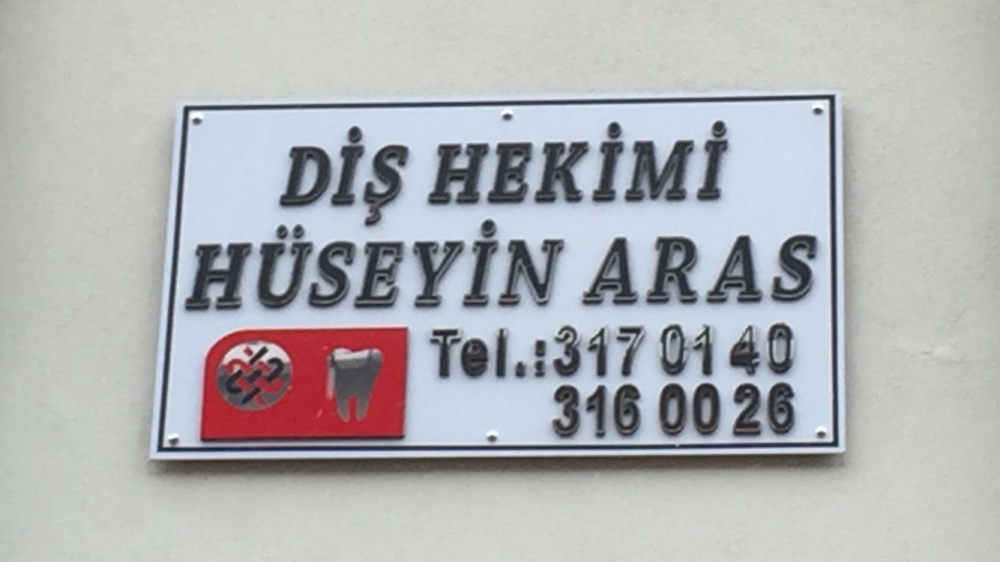 DİŞ HEKİMİ
HÜSEYİN ARAS
Tel.:317 01 40
316 00 26